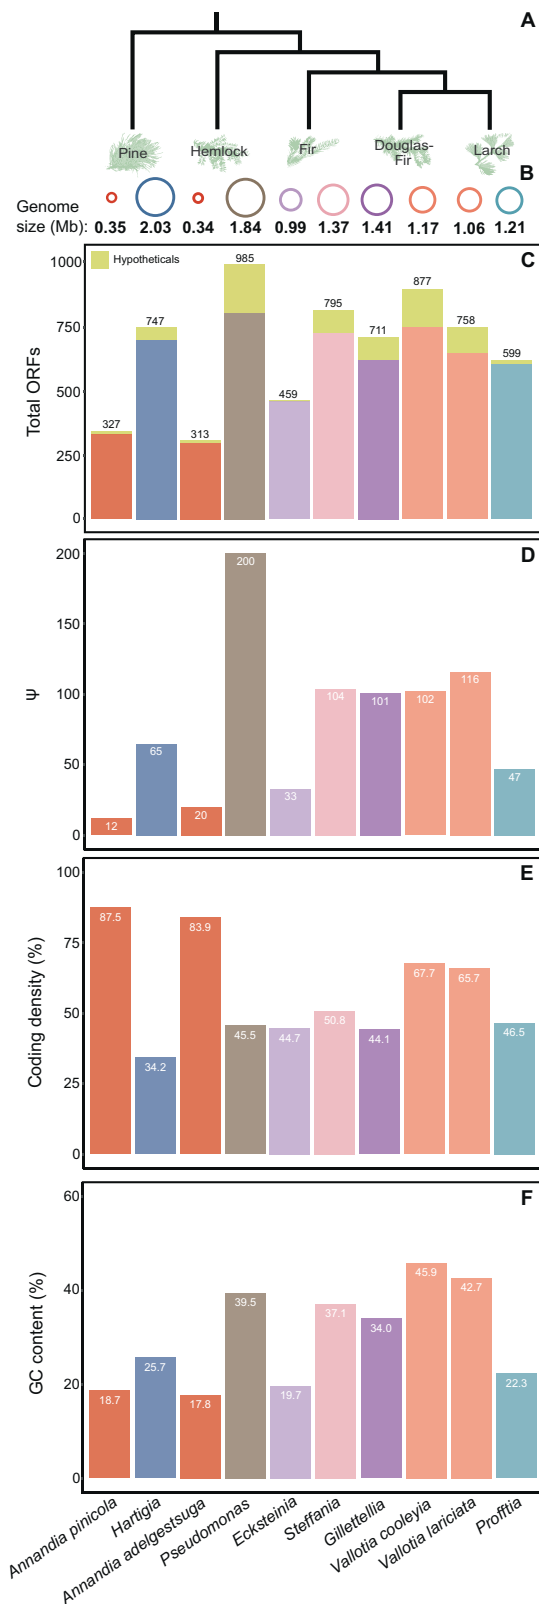 A
Pine
Hemlock
Fir
Douglas-
Fir
Larch
B
Genome
size (Mb): 0.35 2.03 0.34 1.84 0.99 1.37 1.41 1.17 1.06 1.21
C
Hypotheticals
Total ORFs
1000
750
500
250
0
327
747
313
985
459
795
711
877
758
599
D
Ψ
200
150
100
50
0
12
65
20
200
33
104
101
102
116
47
E
Coding density (%)
100
75
50
25
0
87.5
34.2
83.9
45.5
44.7
50.8
44.1
67.7
65.7
46.5
F
GC content (%)
60
40
20
0
18.7
25.7
17.8
39.5
19.7
37.1
34.0
45.9
42.7
22.3
Annandia pinicola
Hartigia
Annandia adelgestsuga
Pseudomonas
Ecksteinia
Steffania
Gillettellia
Vallotia cooleyia
Vallotia lariciata
Profftia